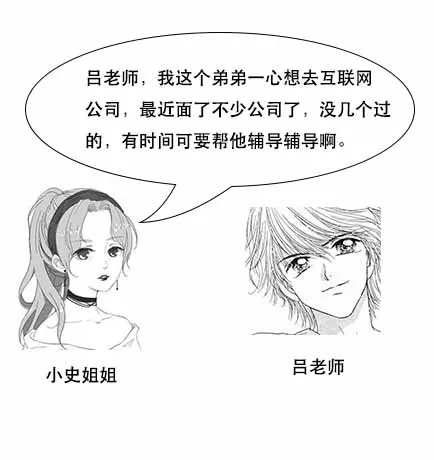 吕老师，我这个弟弟一心想去互联网
公司，最近面了不少公司了，没几个过
的，有时间可要帮他辅导辅导啊。
小史姐姐
吕老师